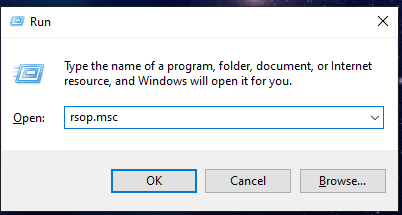 Run
Type the name of a program, folder, document, or Internet
resource, and Windows will open it for you.
Open: rsop.msc
OK Cancel Browse...